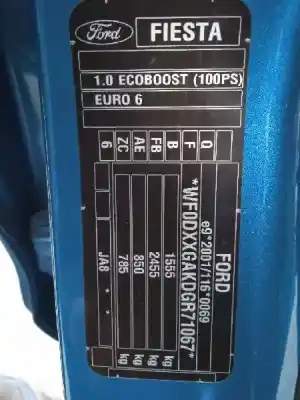 Ford
FIESTA
1.0 ECOBOOST (100PS)
EURO 6
FORD
e9*2001/116*0069
*WF0DXXGAKDGR71067*
1555 kg
2455 kg
850 kg
785 kg
JA8
O
F
B
FB
AE
ZC
6